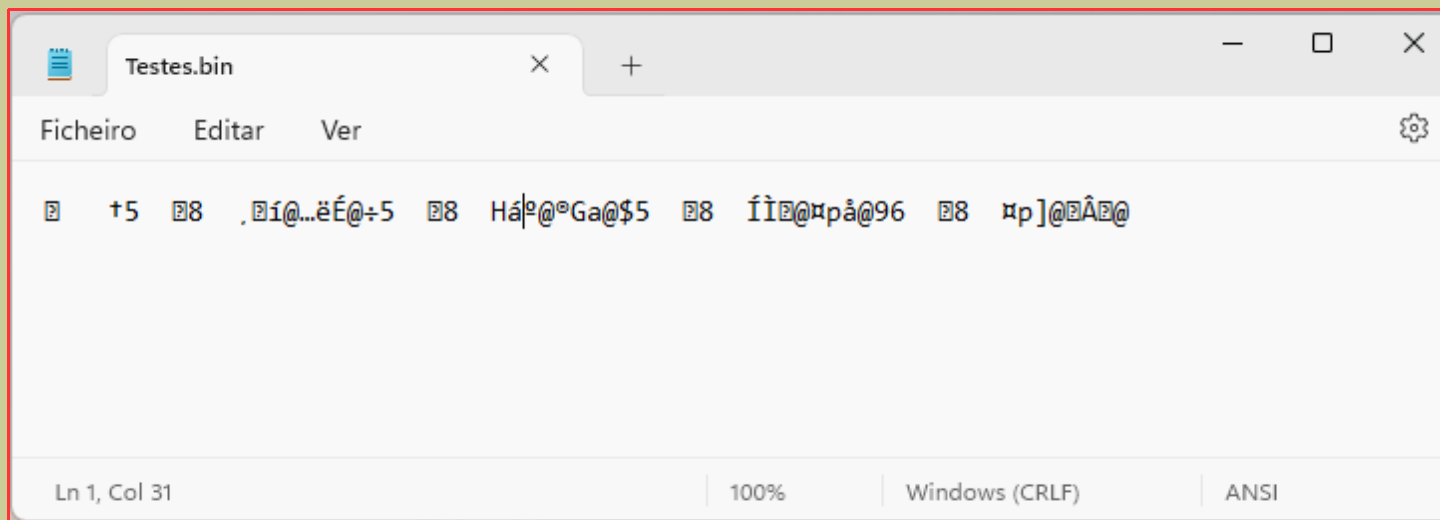 Testes.bin
Ficheiro Editar Ver
†5 8 ¸í@…ëÉ@÷5 8 Háº@®Ga@$5 8 ÍÌ@¤på@96 8 ¤p]@Â@
Ln 1, Col 31 100% Windows (CRLF) ANSI